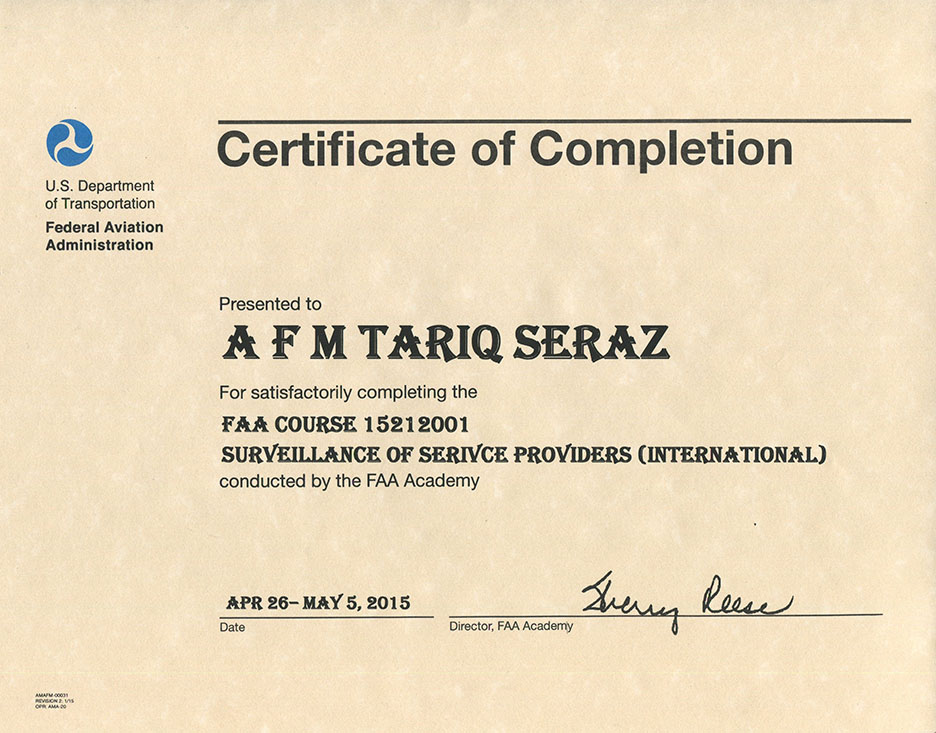 Certificate of Completion
U.S. Department
of Transportation
Federal Aviation
Administration
Presented to
A F M TARIQ SERAZ
For satisfactorily completing the
FAA COURSE 15212001
SURVEILLANCE OF SERIVCE PROVIDERS (INTERNATIONAL)
conducted by the FAA Academy
APR 26– MAY 5, 2015
Sherry Reese
Date
Director, FAA Academy
AMAFM-00031
REVISION 2: 1/15
OPR: AMA-20